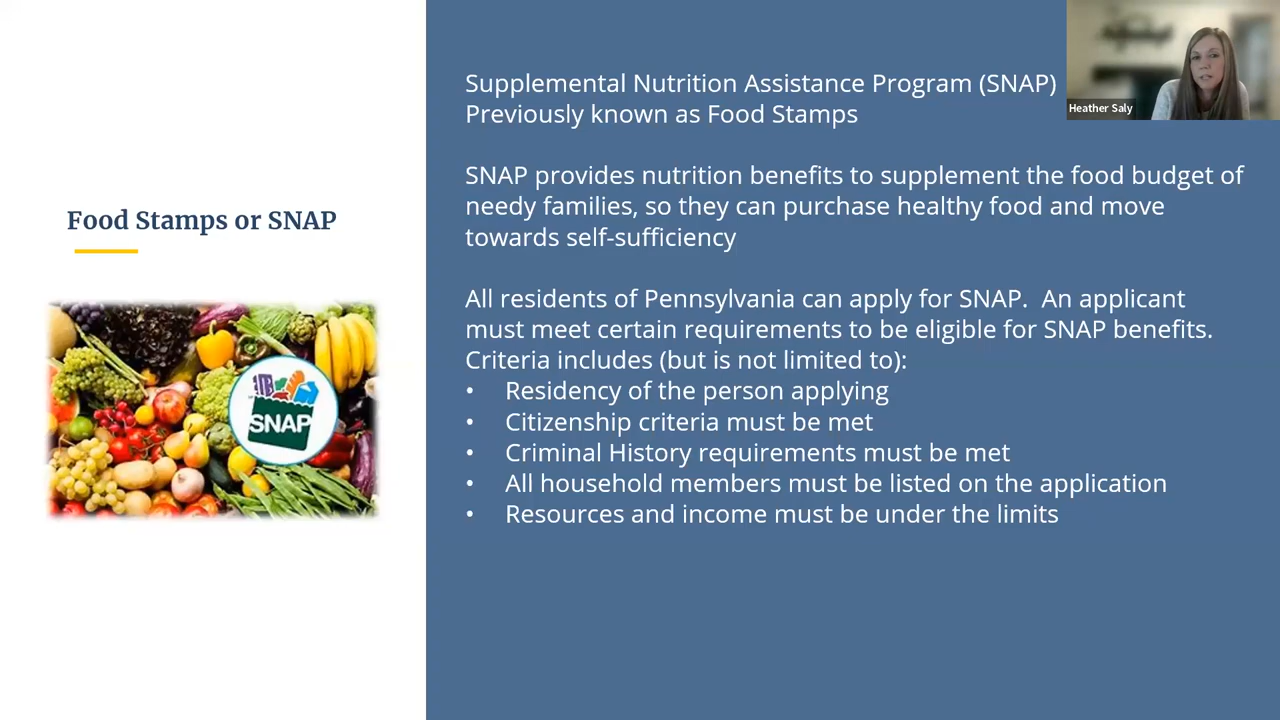 Food Stamps or SNAP
SNAP
Supplemental Nutrition Assistance Program (SNAP)
Previously known as Food Stamps
SNAP provides nutrition benefits to supplement the food budget of
needy families, so they can purchase healthy food and move
towards self-sufficiency
All residents of Pennsylvania can apply for SNAP.  An applicant
must meet certain requirements to be eligible for SNAP benefits.
Criteria includes (but is not limited to):
• Residency of the person applying
• Citizenship criteria must be met
• Criminal History requirements must be met
• All household members must be listed on the application
• Resources and income must be under the limits
Heather Saly